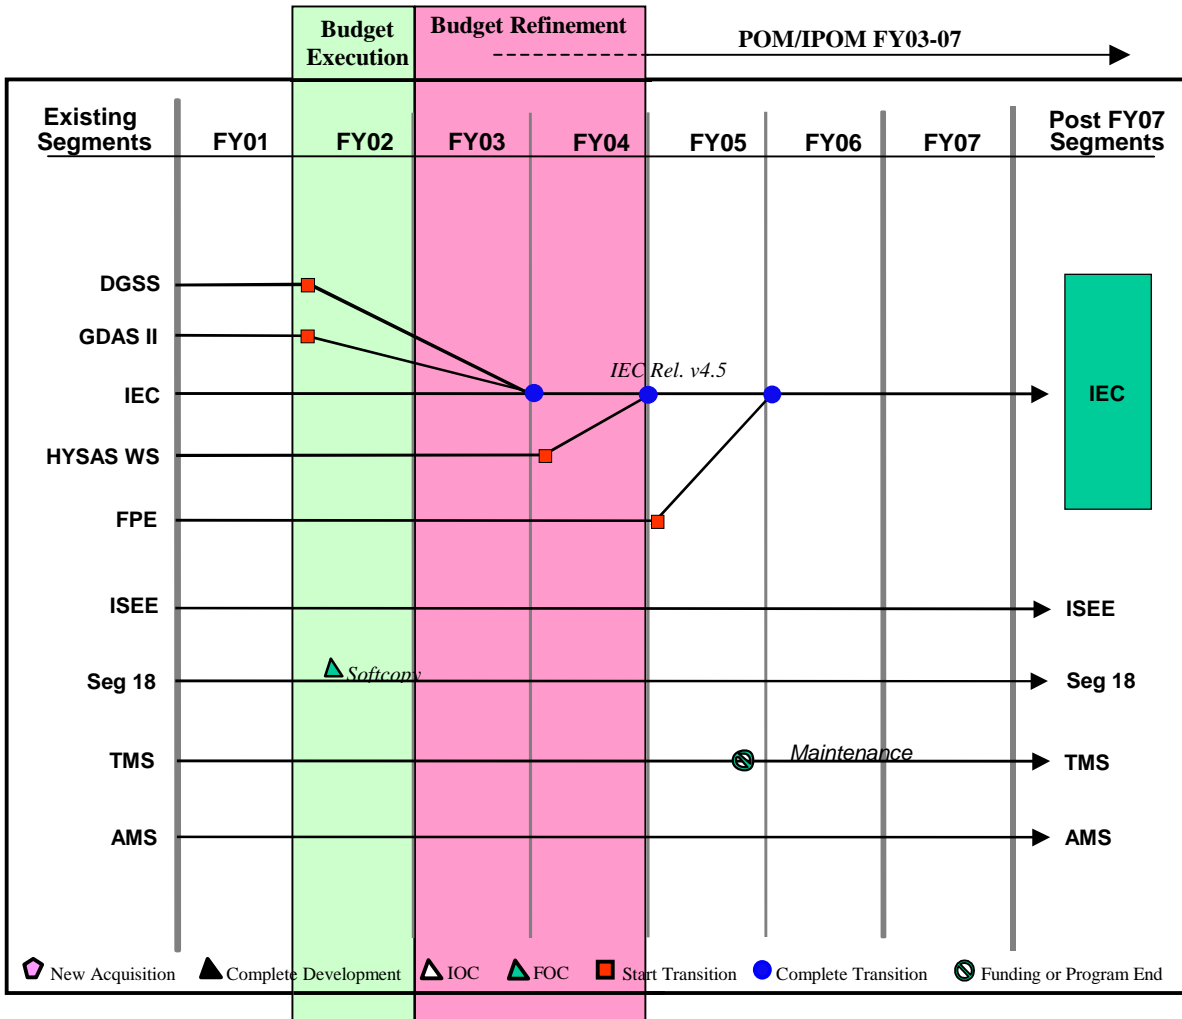 Budget
Execution
Budget Refinement
POM/IPOM FY03-07
Existing
Segments
FY01
FY02
FY03
FY04
FY05
FY06
FY07
Post FY07
Segments
DGSS
GDAS II
IEC
IEC Rel. v4.5
IEC
HYSAS WS
FPE
ISEE
ISEE
Seg 18
Softcopy
Seg 18
TMS
Maintenance
TMS
AMS
AMS
New Acquisition
Complete Development
IOC
FOC
Start Transition
Complete Transition
Funding or Program End